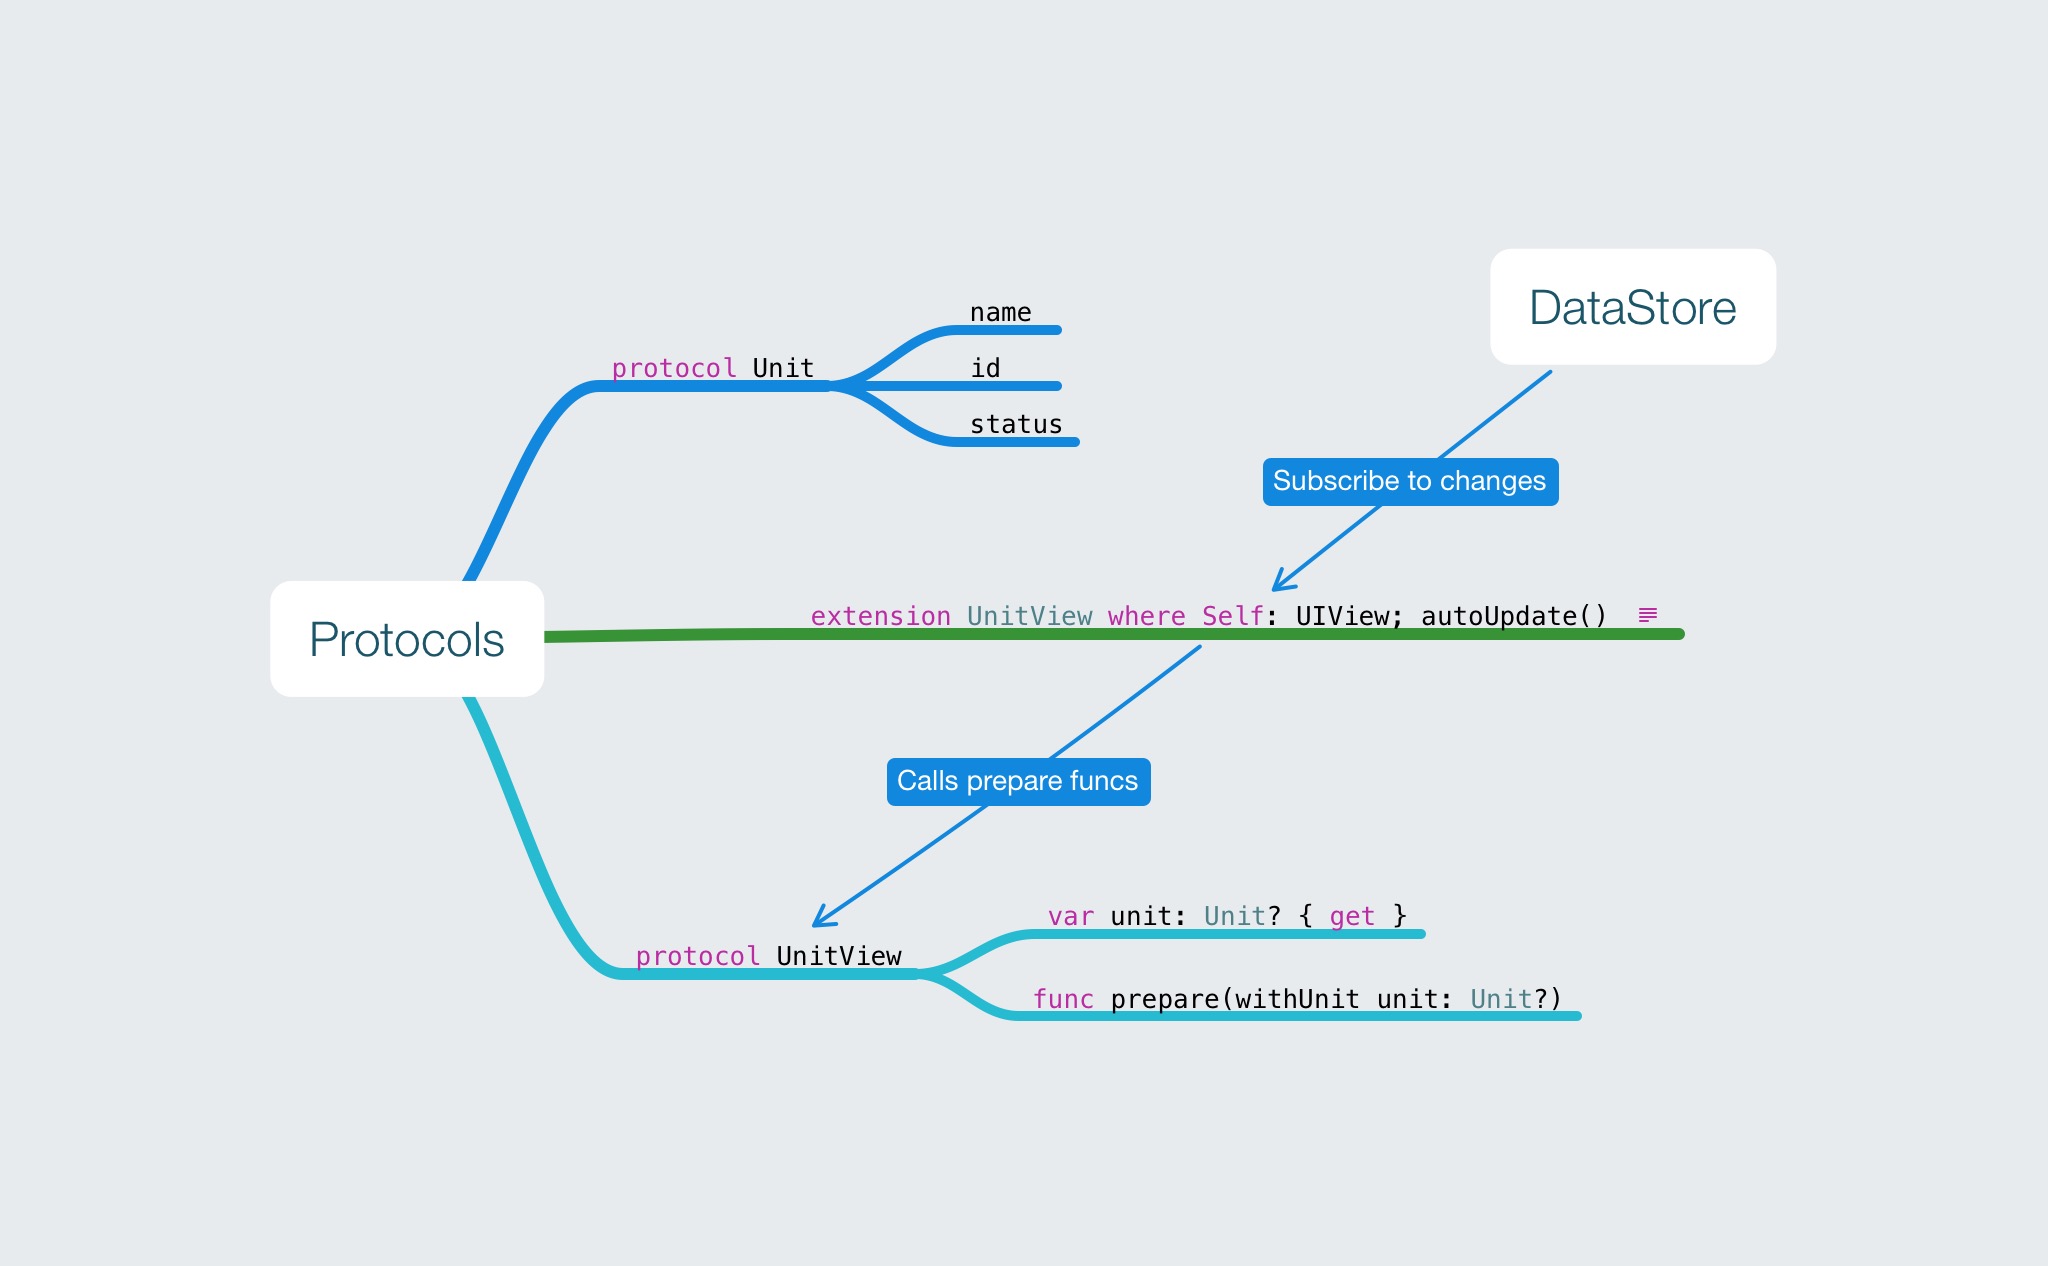 DataStore
name
protocol Unit
id
status
Subscribe to changes
extension UnitView where Self: UIView; autoUpdate()
Protocols
Calls prepare funcs
var unit: Unit? { get }
protocol UnitView
func prepare(withUnit unit: Unit?)